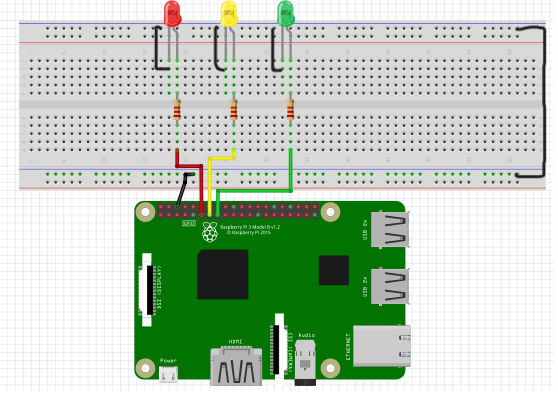 GPIO
Raspberry Pi 3 Model B v1.2
© Raspberry Pi 2015
USB 2x
DSI (DISPLAY)
USB 2x
Power
HDMI
CSI (CAMERA)
Audio
ETHERNET